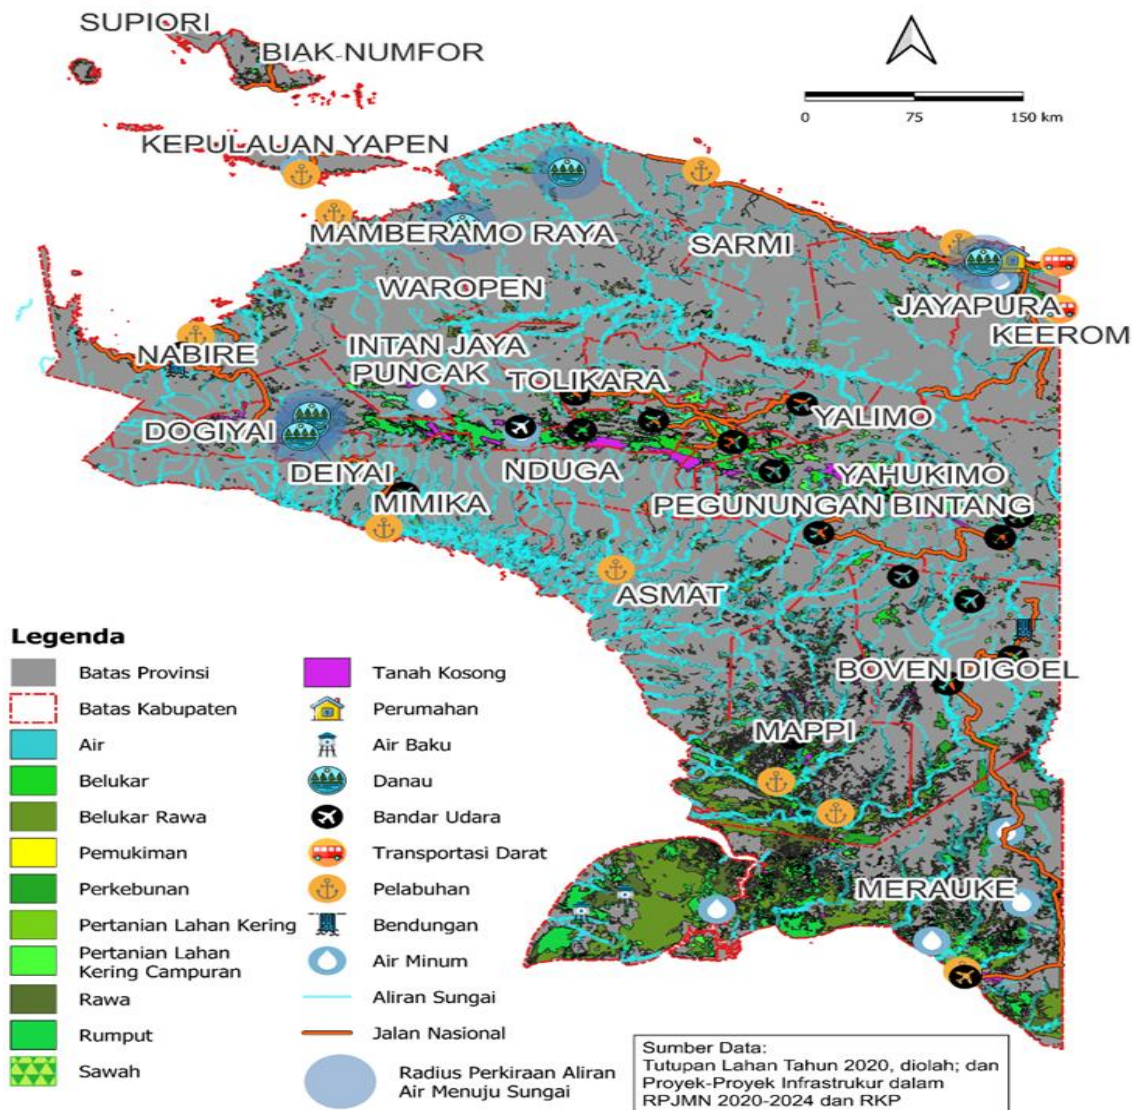 SUPIORI
BIAK-NUMFOR
0 75 150 km
KEPULAUAN YAPEN
MAMBERAMO RAYA
SARMI
WAROPEN
JAYAPURA
KEEROM
NABIRE
INTAN JAYA
PUNCAK
TOLIKARA
YALIMO
DOGIYAI
DEIYAI
NDUGA
YAHUKIMO
MIMIKA
PEGUNUNGAN BINTANG
ASMAT
BOVEN DIGOEL
MAPPI
MERAUKE
Legenda
Batas Provinsi
Batas Kabupaten
Air
Belukar
Belukar Rawa
Pemukiman
Perkebunan
Pertanian Lahan Kering
Pertanian Lahan
Kering Campuran
Rawa
Rumput
Sawah
Tanah Kosong
Perumahan
Air Baku
Danau
Bandar Udara
Transportasi Darat
Pelabuhan
Bendungan
Air Minum
Aliran Sungai
Jalan Nasional
Radius Perkiraan Aliran
Air Menuju Sungai
Sumber Data:
Tutupan Lahan Tahun 2020, diolah; dan
Proyek-Proyek Infrastrukur dalam
RPJMN 2020-2024 dan RKP